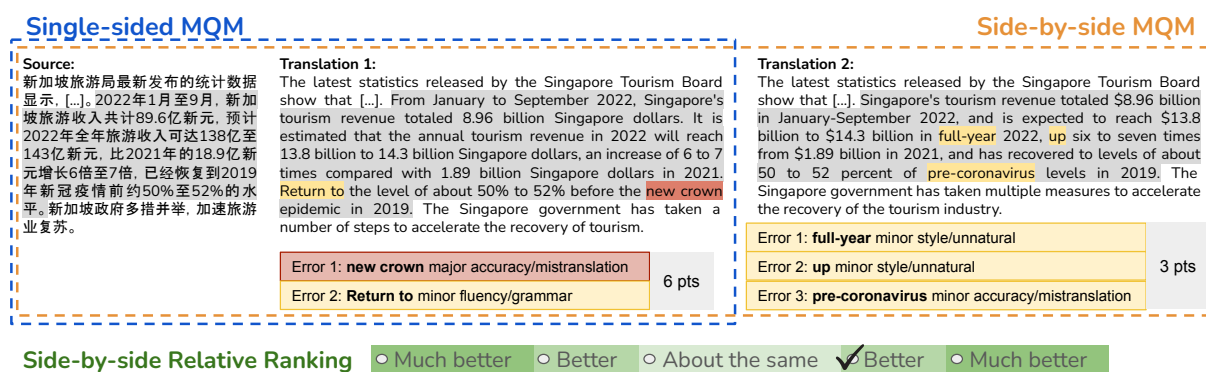 Single-sided MQM
Side-by-side MQM
Source:
新加坡旅游局最新发布的统计数据
显示, [...]。2022年1月至9月, 新加
坡旅游收入共计89.6亿新元, 预计
2022年全年旅游收入可达138亿至
143亿新元, 比2021年的18.9亿新
元增长6倍至7倍, 已经恢复到2019
年新冠疫情前约50%至52%的水
平。新加坡政府多措并举, 加速旅游
业复苏。
Translation 1:
The latest statistics released by the Singapore Tourism Board
show that [...]. From January to September 2022, Singapore's
tourism revenue totaled 8.96 billion Singapore dollars. It is
estimated that the annual tourism revenue in 2022 will reach
13.8 billion to 14.3 billion Singapore dollars, an increase of 6 to 7
times compared with 1.89 billion Singapore dollars in 2021.
Return to the level of about 50% to 52% before the new crown
epidemic in 2019. The Singapore government has taken a
number of steps to accelerate the recovery of tourism.
Error 1: new crown major accuracy/mistranslation
Error 2: Return to minor fluency/grammar
6 pts
Translation 2:
The latest statistics released by the Singapore Tourism Board
show that [...]. Singapore's tourism revenue totaled $8.96 billion
in January-September 2022, and is expected to reach $13.8
billion to $14.3 billion in full-year 2022, up six to seven times
from $1.89 billion in 2021, and has recovered to levels of about
50 to 52 percent of pre-coronavirus levels in 2019. The
Singapore government has taken multiple measures to accelerate
the recovery of the tourism industry.
Error 1: full-year minor style/unnatural
Error 2: up minor style/unnatural
Error 3: pre-coronavirus minor accuracy/mistranslation
3 pts
Side-by-side Relative Ranking
Much better
Better
About the same
Better
Much better